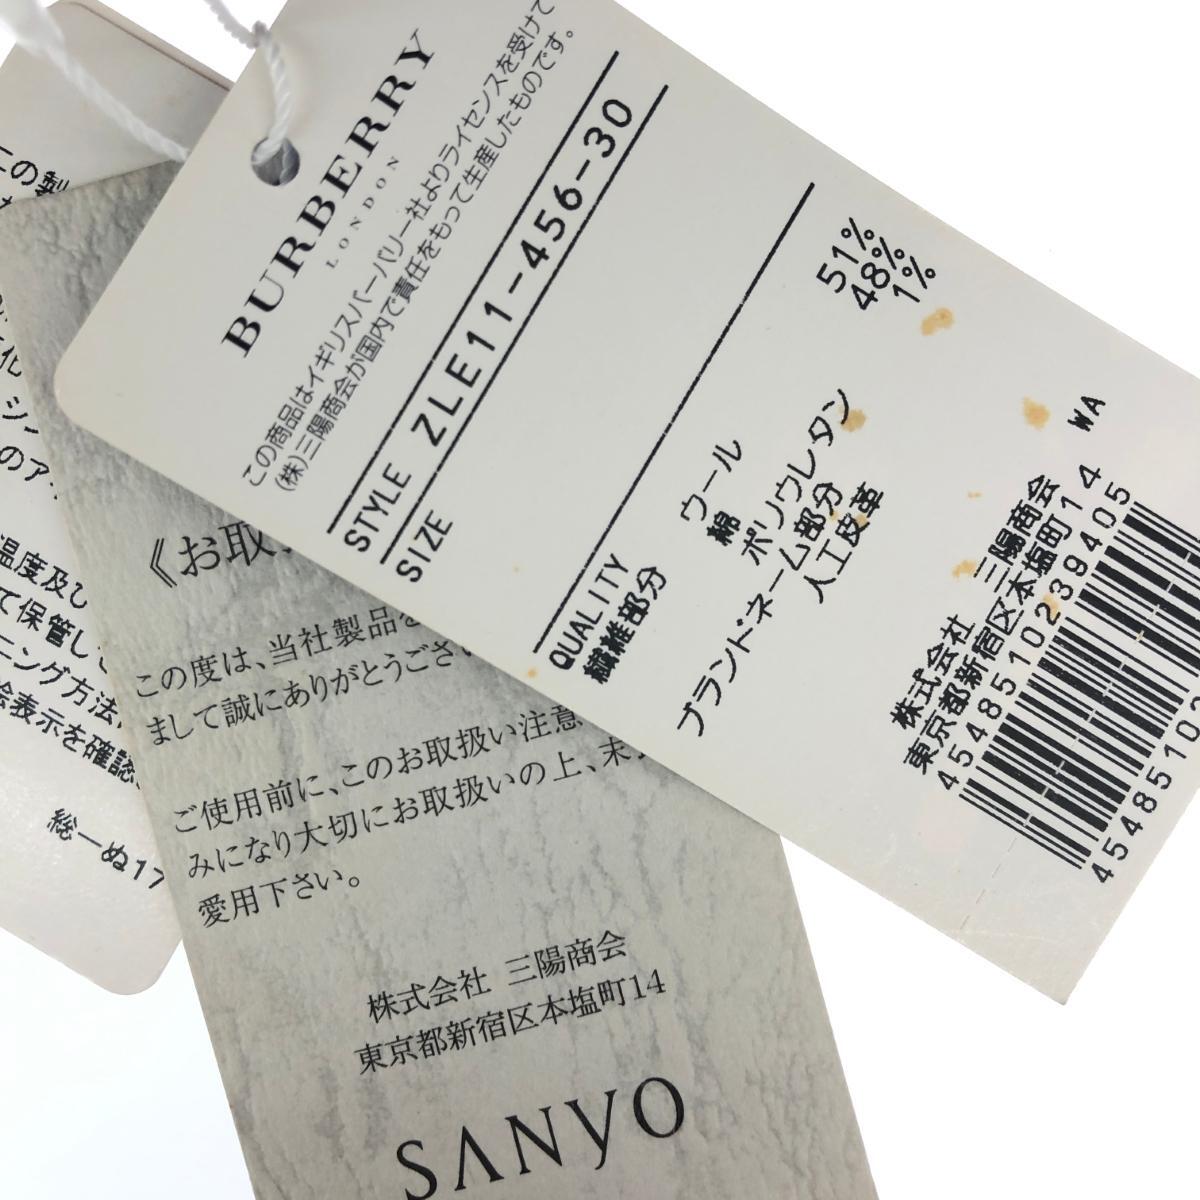 BURBERRY
LONDON
この商品はイギリスバーバリー社よりライセンスを受けて
(株)三陽商会が国内で責任をもって生産したものです。
STYLE ZLE11-456-30
SIZE
QUALITY
繊維部分
ウール 51%
綿 48%
ポリウレタン 1%
ブランド・ネーム部分
人工皮革
WA
株式会社 三陽商会
東京都新宿区本塩町14
4548510239405
4548510
《お取
この度は、当社製品を
まして誠にありがとうござい
ご使用前に、このお取扱い注意
みになり大切にお取扱いの上、末
愛用下さい。
株式会社 三陽商会
東京都新宿区本塩町14
SANYO
この製
化
シ
のア
温度及び
て保管し
ニング方法
絵表示を確認
総-ぬ17